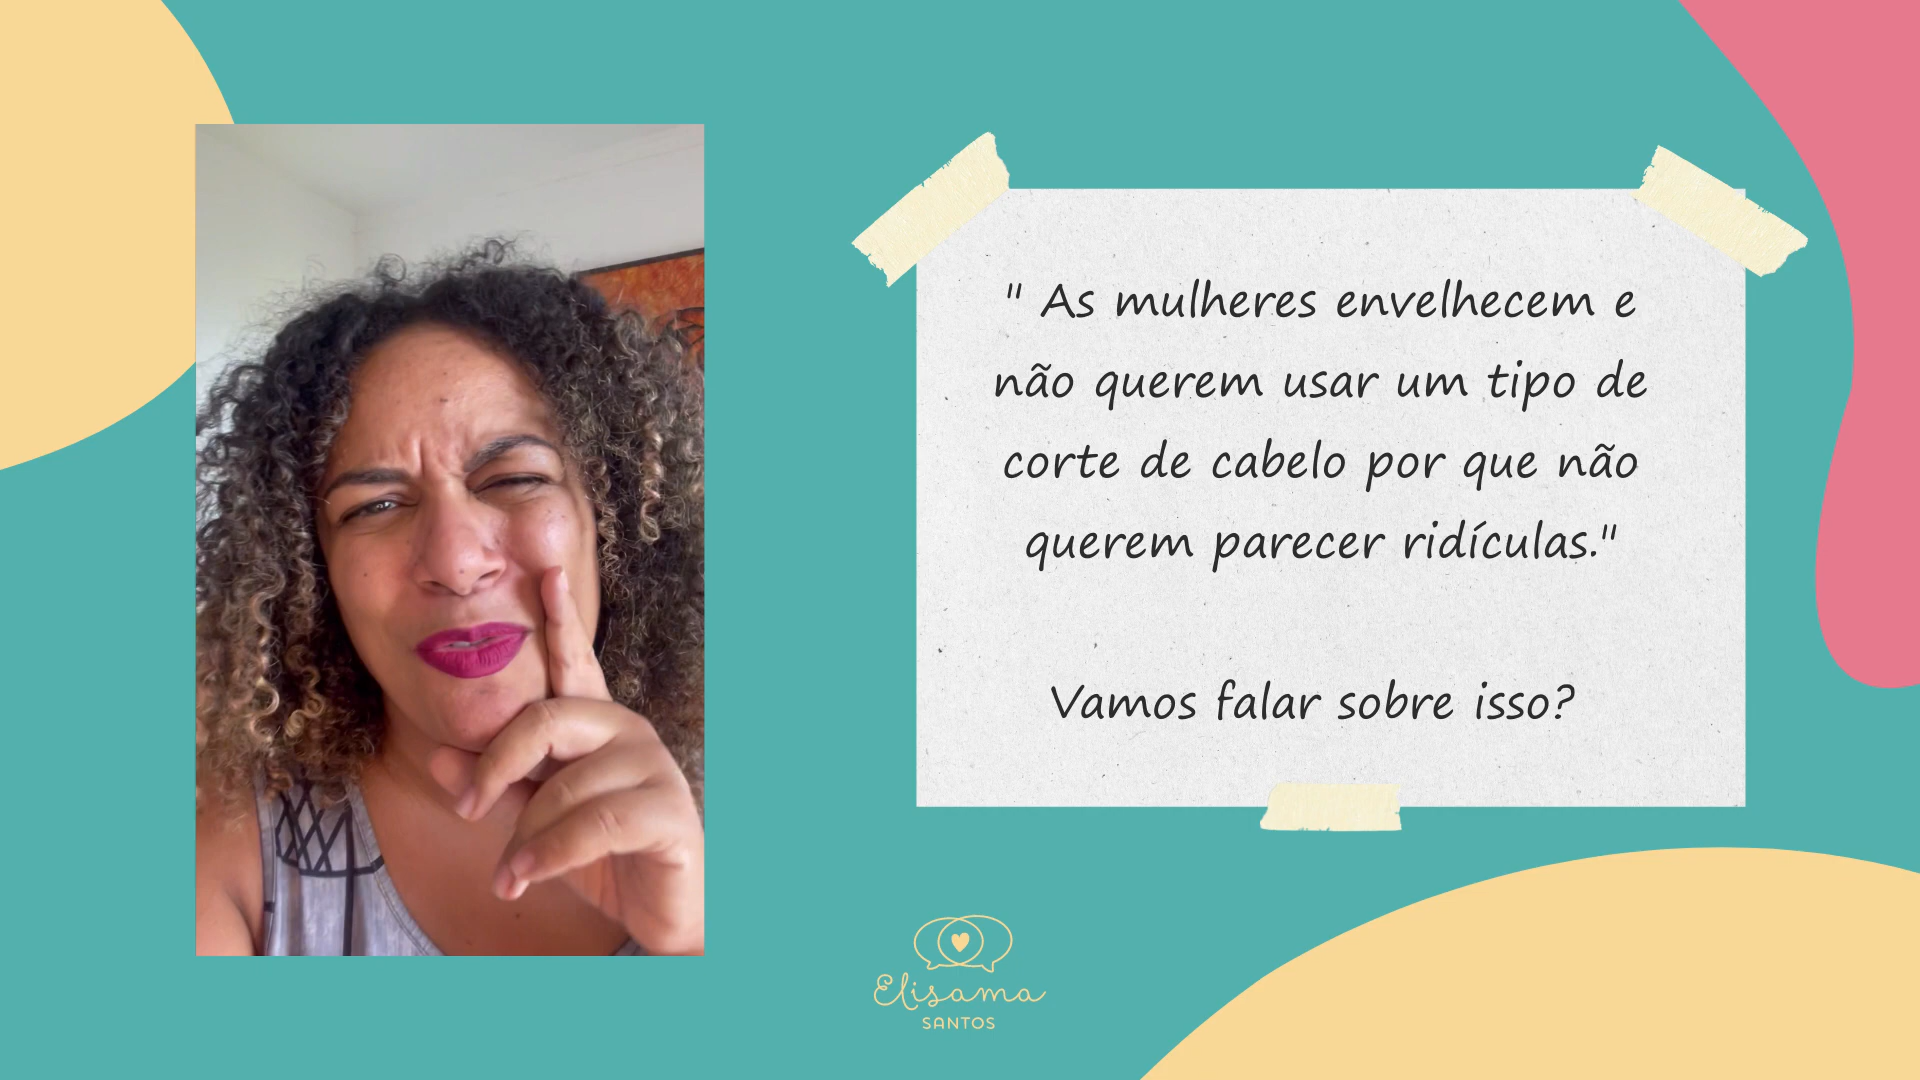 " As mulheres envelhecem e
não querem usar um tipo de
corte de cabelo por que não
querem parecer ridículas."
Vamos falar sobre isso?
Elisama
SANTOS